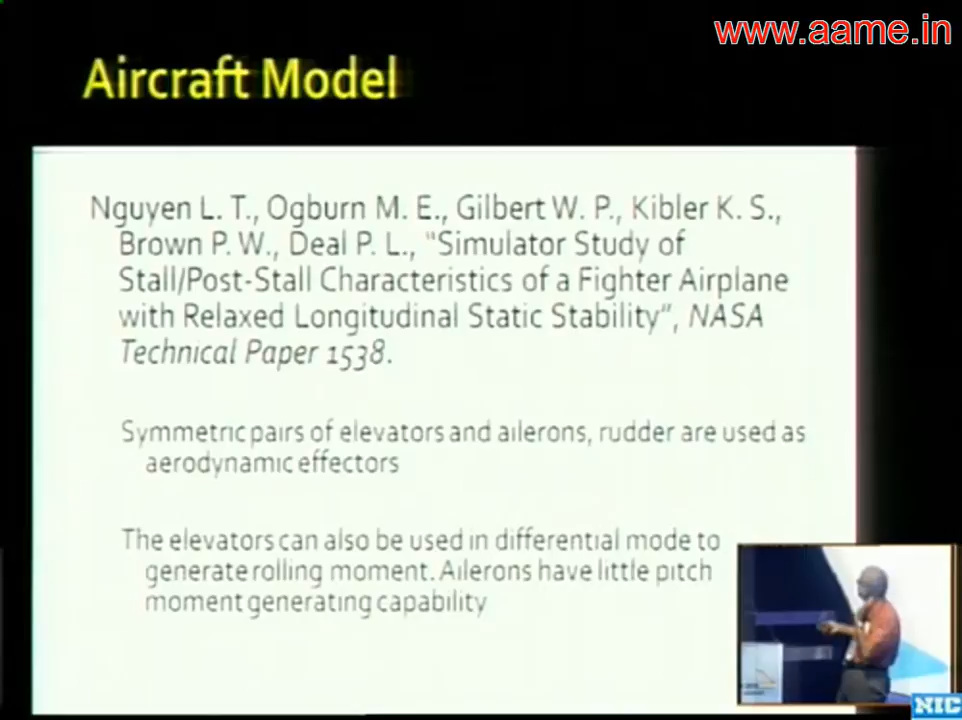 www.aame.in
Aircraft Model
Nguyen L. T., Ogburn M. E., Gilbert W. P., Kibler K. S.,
Brown P. W., Deal P. L., "Simulator Study of
Stall/Post-Stall Characteristics of a Fighter Airplane
with Relaxed Longitudinal Static Stability", NASA
Technical Paper 1538.
Symmetric pairs of elevators and ailerons, rudder are used as
aerodynamic effectors
The elevators can also be used in differential mode to
generate rolling moment. Ailerons have little pitch
moment generating capability
NIC